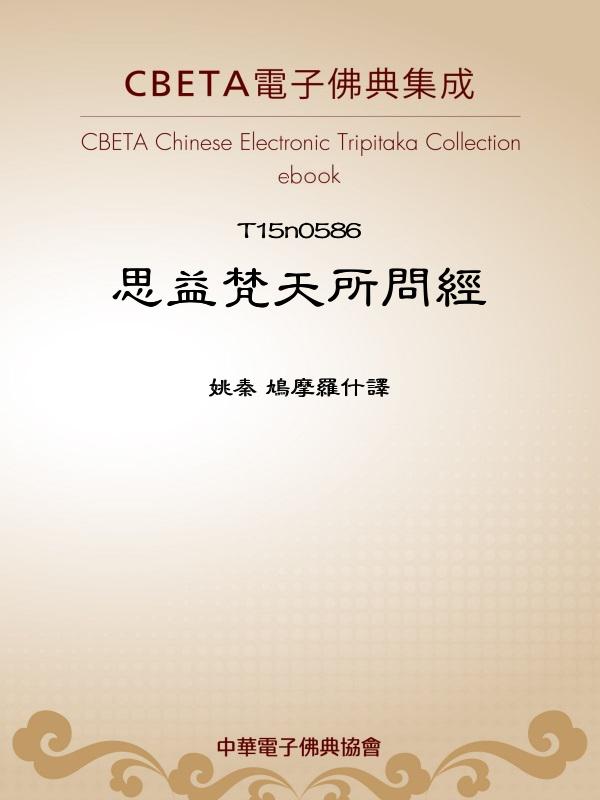 CBETA電子佛典集成
CBETA Chinese Electronic Tripitaka Collection
ebook
T15n0586
思益梵天所問經
姚秦 鳩摩羅什譯
中華電子佛典協會